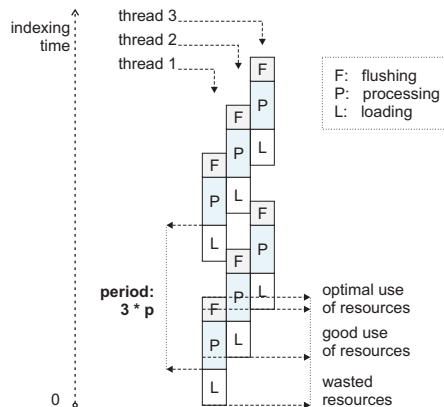 indexing
time
thread 3
thread 2
thread 1
F: flushing
P: processing
L: loading
F
P
F
P
L
F
P
L
F
L
F
P
period:
3 * p
P
L
F
optimal use
of resources
P
L
good use
of resources
L
wasted
resources
0